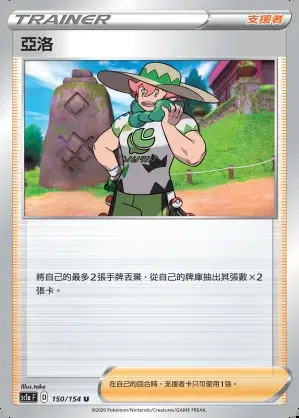 TRAINER 支援者
亞洛
將自己的最多2張手牌丟棄，從自己的牌庫抽出其張數×2
張卡。
Illus.take
sc1a F D 150/154 U
在自己的回合時，支援者卡只可使用1張。
©2020 Pokémon/Nintendo/Creatures/GAME FREAK.